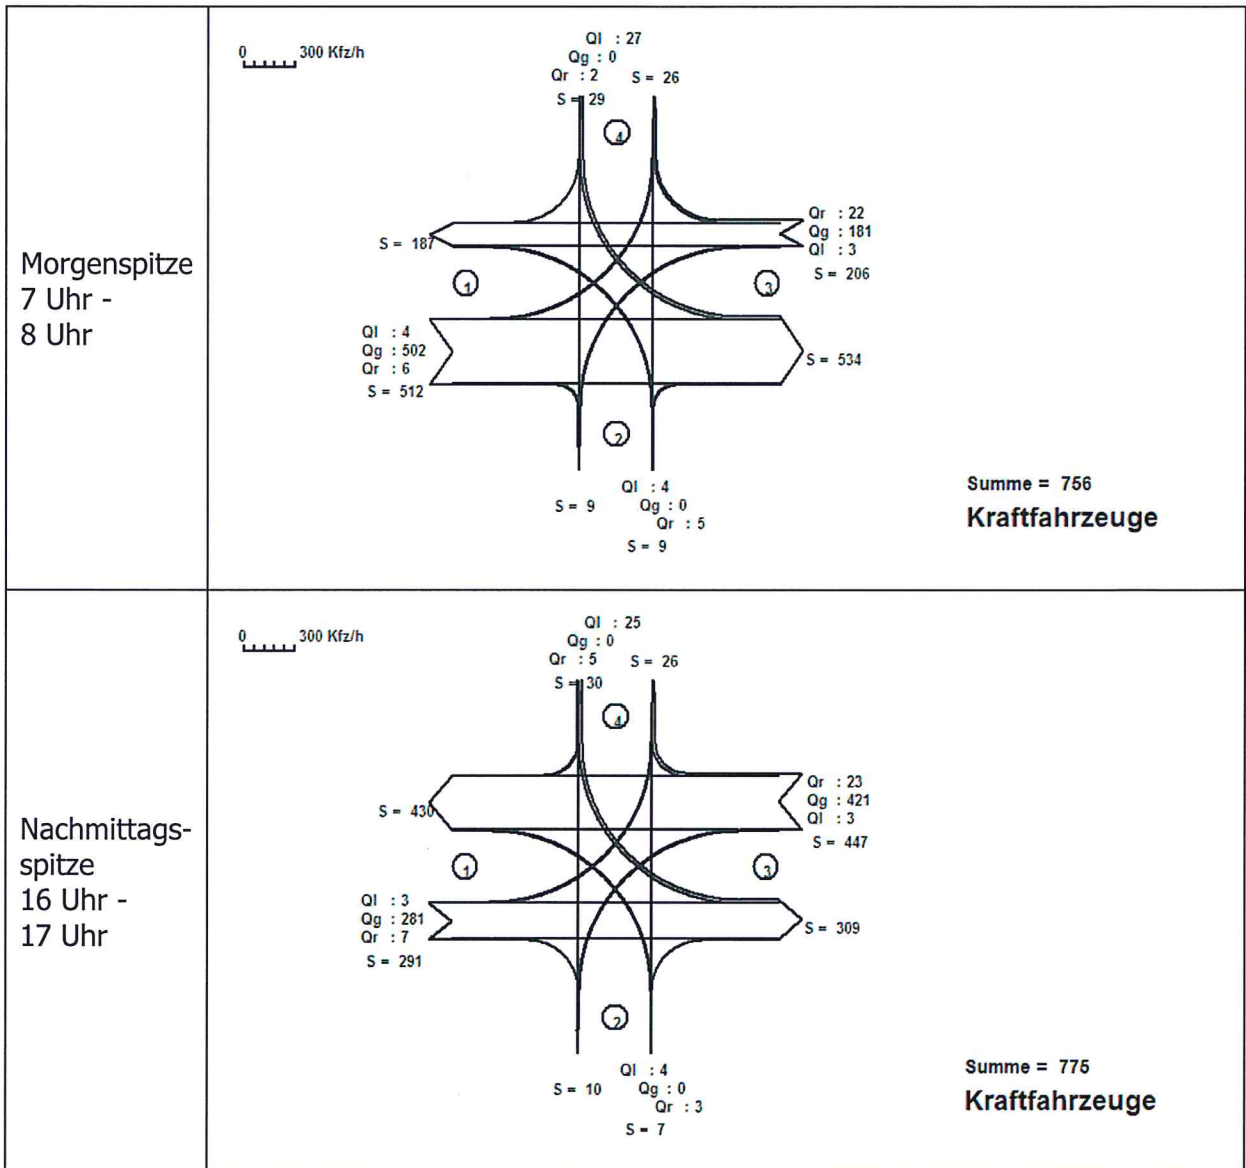 Morgenspitze
7 Uhr -
8 Uhr
0 300 Kfz/h
Ql : 27
Qg : 0
Qr : 2
S = 29
S = 26
4
Qr : 22
Qg : 181
Ql : 3
S = 206
S = 187
1
3
Ql : 4
Qg : 502
Qr : 6
S = 512
S = 534
2
S = 9
Ql : 4
Qg : 0
Qr : 5
S = 9
Summe = 756
Kraftfahrzeuge
Nachmittags-
spitze
16 Uhr -
17 Uhr
0 300 Kfz/h
Ql : 25
Qg : 0
Qr : 5
S = 30
S = 26
4
Qr : 23
Qg : 421
Ql : 3
S = 447
S = 430
1
3
Ql : 3
Qg : 281
Qr : 7
S = 291
S = 309
2
S = 10
Ql : 4
Qg : 0
Qr : 3
S = 7
Summe = 775
Kraftfahrzeuge